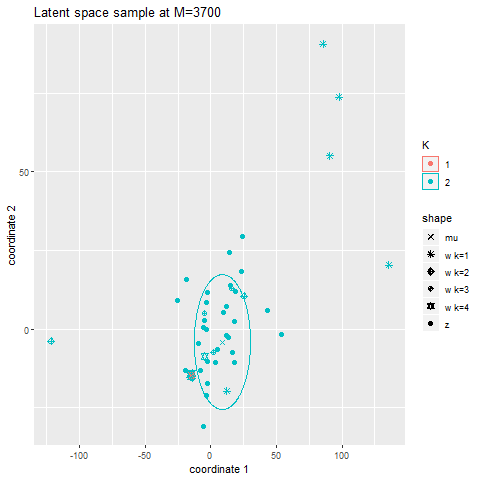 Latent space sample at M=3700
coordinate 2
50
0
-100
-50
0
50
100
coordinate 1
K
1
2
shape
mu
w k=1
w k=2
w k=3
w k=4
z